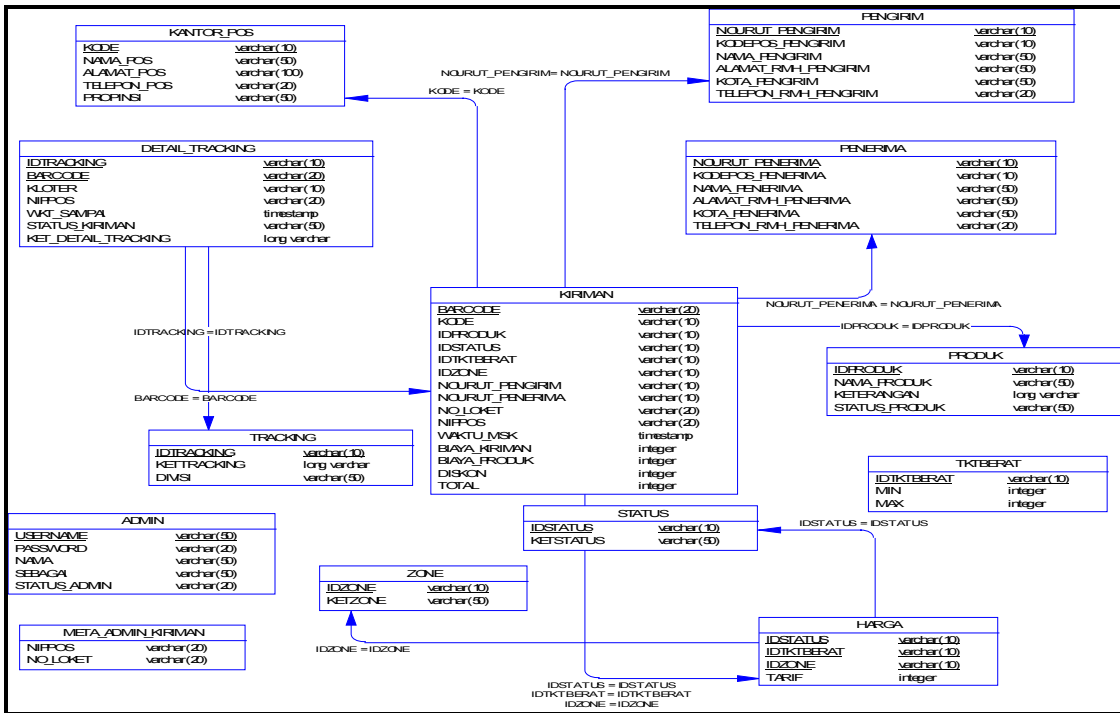 KANTOR_POS
KODE varchar(10)
NAMA_POS varchar(50)
ALAMAT_POS varchar(100)
TELEPON_POS varchar(20)
PROPINSI varchar(50)
PENGIRIM
NOURUT_PENGIRIM varchar(10)
KODEPOS_PENGIRIM varchar(10)
NAMA_PENGIRIM varchar(50)
ALAMAT_RMH_PENGIRIM varchar(50)
KOTA_PENGIRIM varchar(50)
TELEPON_RMH_PENGIRIM varchar(20)
NOURUT_PENGIRIM = NOURUT_PENGIRIM
KODE = KODE
DETAIL_TRACKING
IDTRACKING varchar(10)
BARCODE varchar(20)
KLOTER varchar(10)
NIPPOS varchar(20)
WKT_SAMPAI timestamp
STATUS_KIRIMAN varchar(50)
KET_DETAIL_TRACKING long varchar
PENERIMA
NOURUT_PENERIMA varchar(10)
KODEPOS_PENERIMA varchar(10)
NAMA_PENERIMA varchar(50)
ALAMAT_RMH_PENERIMA varchar(50)
KOTA_PENERIMA varchar(50)
TELEPON_RMH_PENERIMA varchar(20)
KIRIMAN
BARCODE varchar(20)
KODE varchar(10)
IDPRODUK varchar(10)
IDSTATUS varchar(10)
IDTKTBERAT varchar(10)
IDZONE varchar(10)
NOURUT_PENGIRIM varchar(10)
NOURUT_PENERIMA varchar(10)
NO_LOKET varchar(20)
NIPPOS varchar(20)
WAKTU_MSK timestamp
BIAYA_KIRIMAN integer
BIAYA_PRODUK integer
DISKON integer
TOTAL integer
NOURUT_PENERIMA = NOURUT_PENERIMA
IDPRODUK = IDPRODUK
IDTRACKING = IDTRACKING
BARCODE = BARCODE
PRODUK
IDPRODUK varchar(10)
NAMA_PRODUK varchar(50)
KETERANGAN long varchar
STATUS_PRODUK varchar(50)
TRACKING
IDTRACKING varchar(10)
KETTRACKING long varchar
DIVISI varchar(50)
TKTBERAT
IDTKTBERAT varchar(10)
MIN integer
MAX integer
ADMIN
USERNAME varchar(50)
PASSWORD varchar(20)
NAMA varchar(50)
SEBAGAI varchar(50)
STATUS_ADMIN varchar(20)
STATUS
IDSTATUS varchar(10)
KETSTATUS varchar(50)
IDSTATUS = IDSTATUS
ZONE
IDZONE varchar(10)
KETZONE varchar(50)
META_ADMIN_KIRIMAN
NIPPOS varchar(20)
NO_LOKET varchar(20)
HARGA
IDSTATUS varchar(10)
IDTKTBERAT varchar(10)
IDZONE varchar(10)
TARIF integer
IDZONE = IDZONE
IDSTATUS = IDSTATUS
IDTKTBERAT = IDTKTBERAT
IDZONE = IDZONE